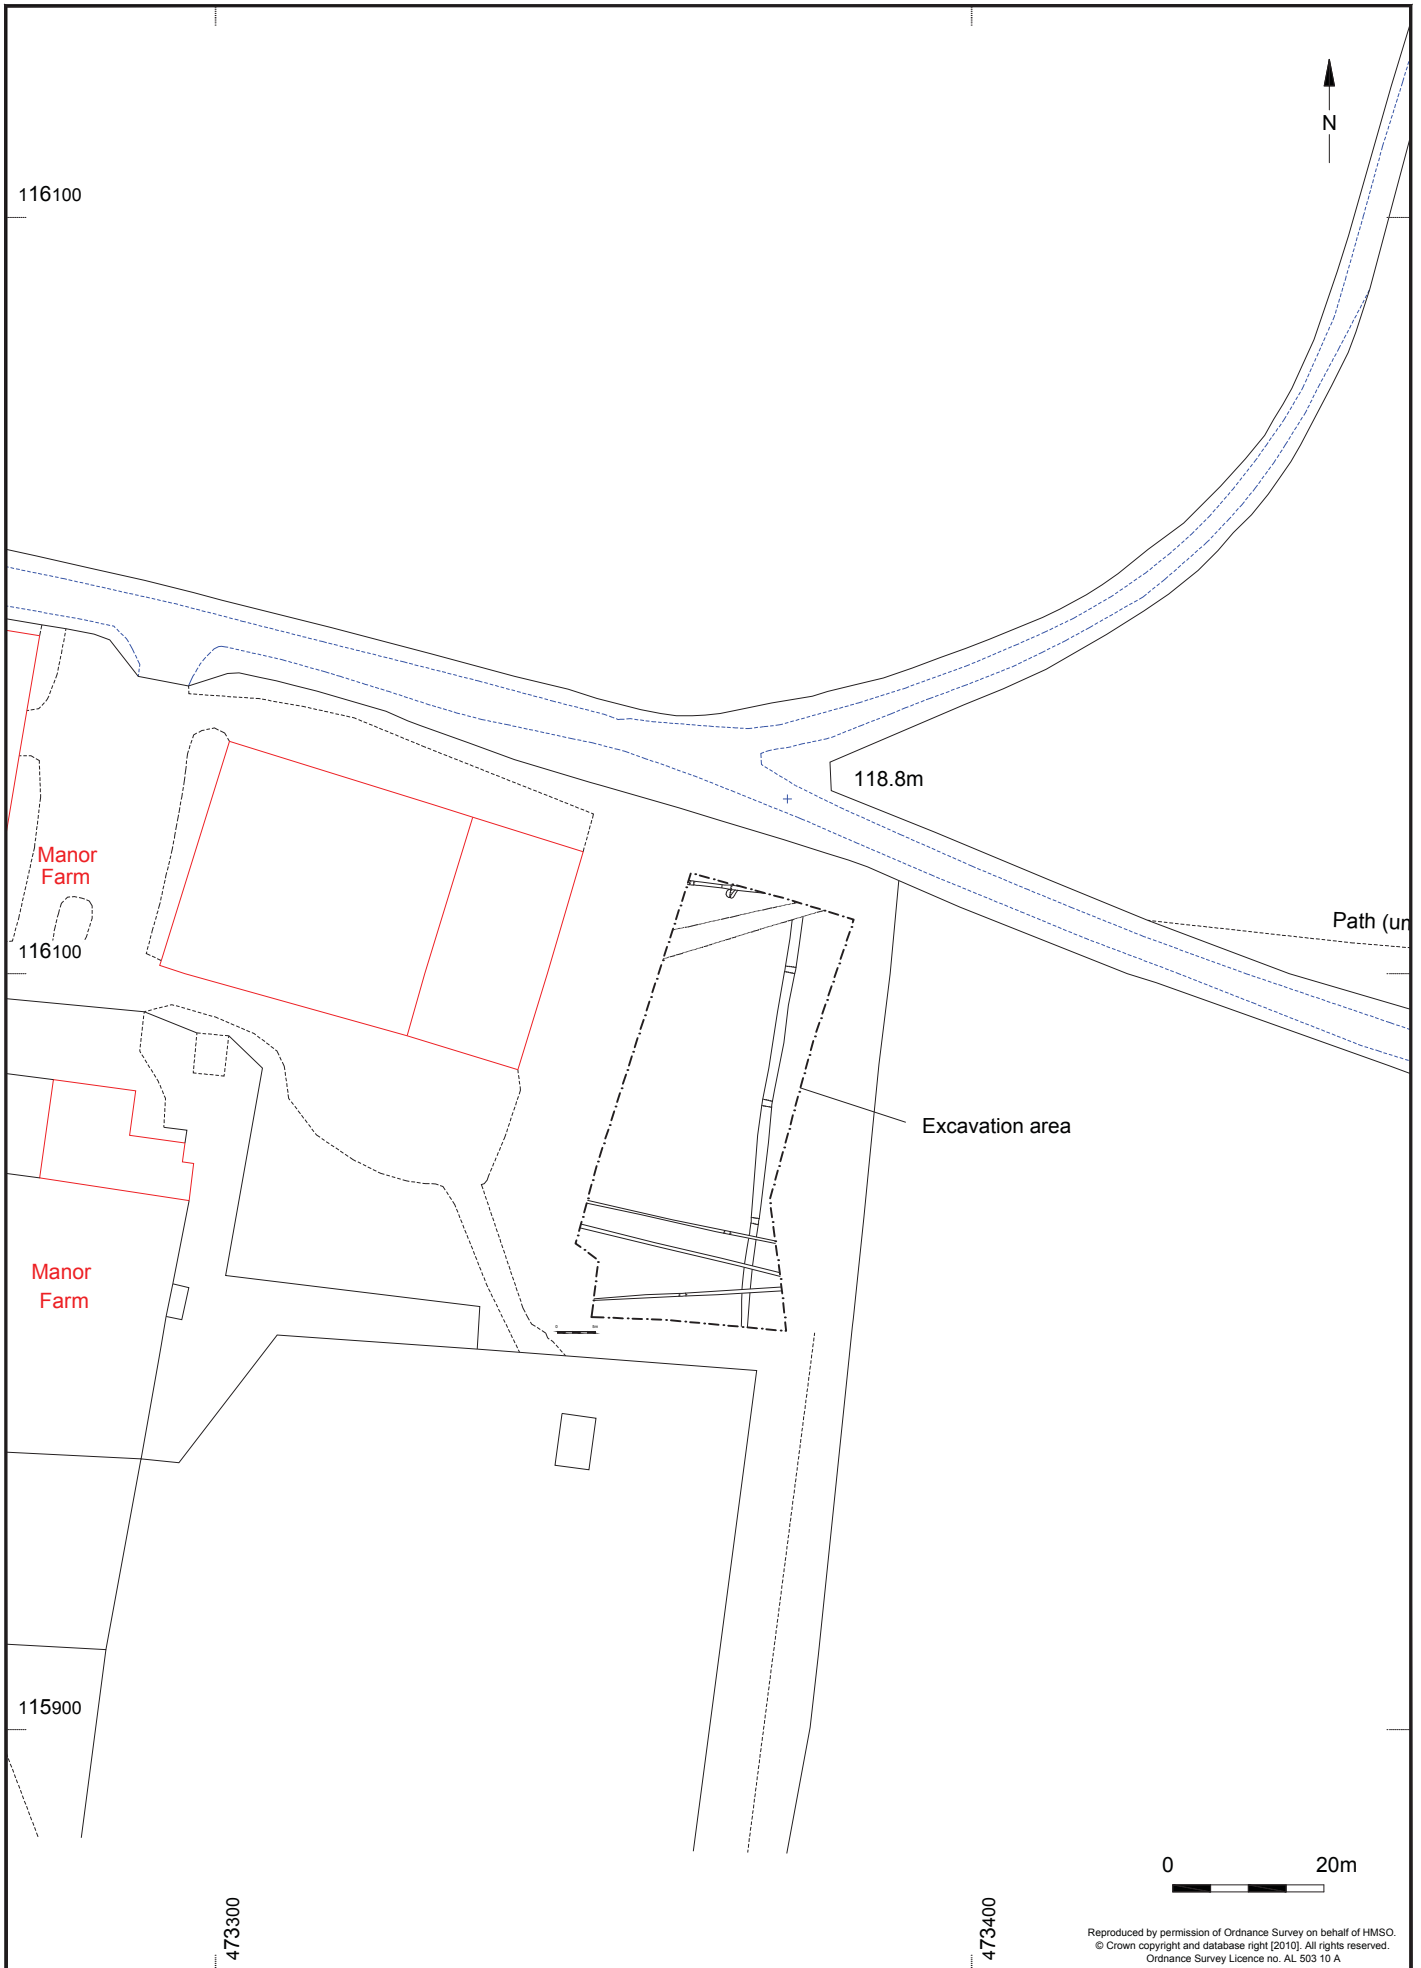 N
116100
118.8m
Manor
Farm
Path (un
116100
Excavation area
Manor
Farm
115900
0 20m
473300
473400
Reproduced by permission of Ordnance Survey on behalf of HMSO.
© Crown copyright and database right [2010]. All rights reserved.
Ordnance Survey Licence no. AL 503 10 A